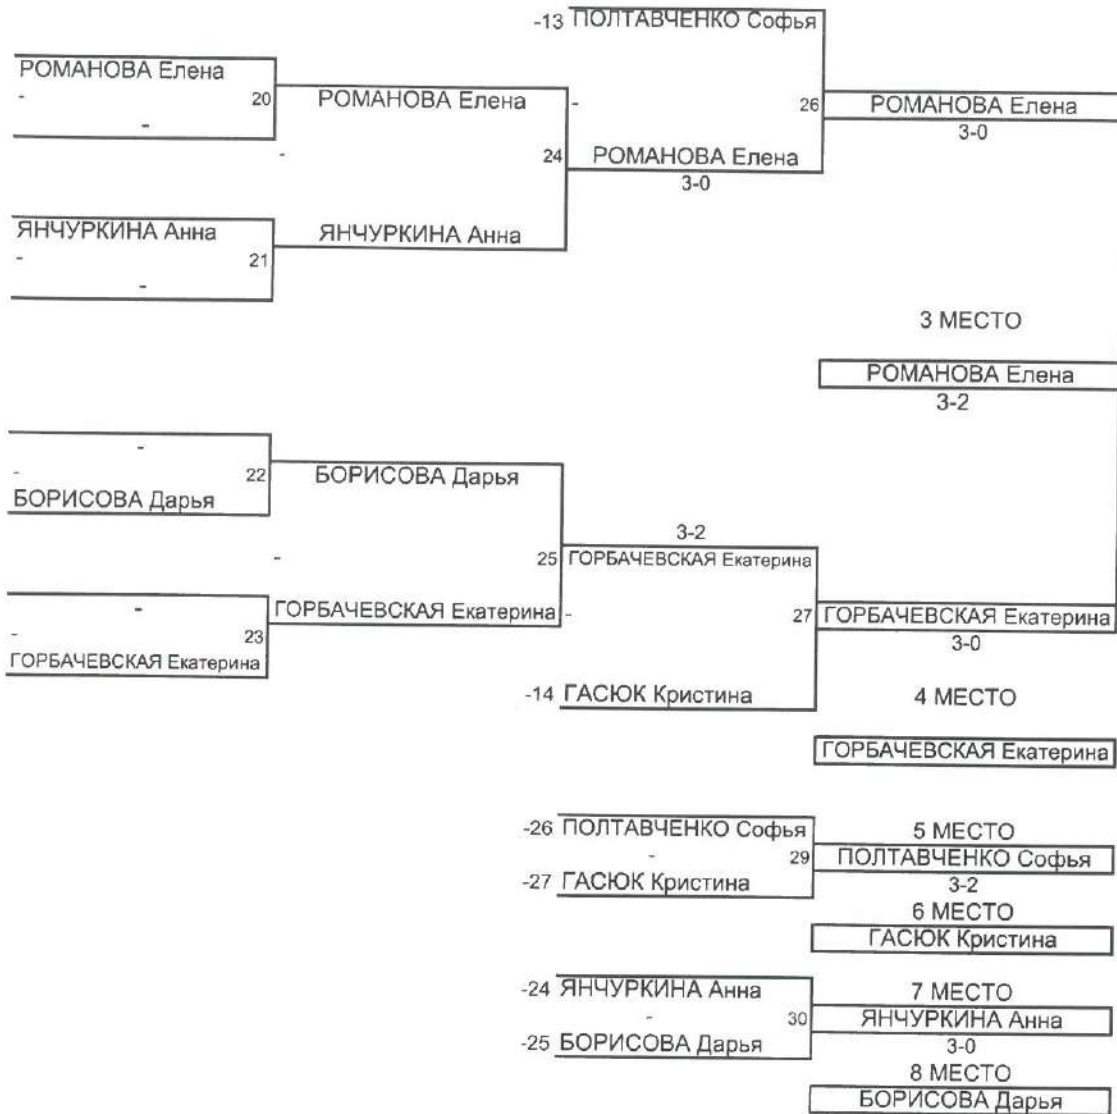 -13 ПОЛТАВЧЕНКО Софья
РОМАНОВА Елена
- 20 РОМАНОВА Елена - 26 РОМАНОВА Елена
- 3-0
- 24 РОМАНОВА Елена
3-0
ЯНЧУРКИНА Анна ЯНЧУРКИНА Анна
- 21
-
3 МЕСТО
РОМАНОВА Елена
3-2
-
- 22 БОРИСОВА Дарья
БОРИСОВА Дарья
3-2
- 25 ГОРБАЧЕВСКАЯ Екатерина
- ГОРБАЧЕВСКАЯ Екатерина - 27 ГОРБАЧЕВСКАЯ Екатерина
- 23 3-0
ГОРБАЧЕВСКАЯ Екатерина
-14 ГАСЮК Кристина 4 МЕСТО
ГОРБАЧЕВСКАЯ Екатерина
-26 ПОЛТАВЧЕНКО Софья 5 МЕСТО
- 29 ПОЛТАВЧЕНКО Софья
-27 ГАСЮК Кристина 3-2
6 МЕСТО
ГАСЮК Кристина
-24 ЯНЧУРКИНА Анна 7 МЕСТО
- 30 ЯНЧУРКИНА Анна
-25 БОРИСОВА Дарья 3-0
8 МЕСТО
БОРИСОВА Дарья